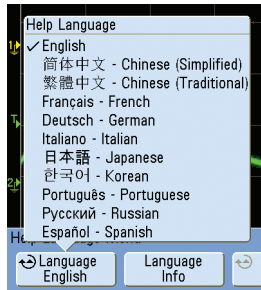 Help Language
1
✓ English
简体中文 - Chinese (Simplified)
繁體中文 - Chinese (Traditional)
Français - French
Deutsch - German
T
Italiano - Italian
日本語 - Japanese
한국어 - Korean
2
Português - Portuguese
Русский - Russian
Español - Spanish
Language
English
Language
Info